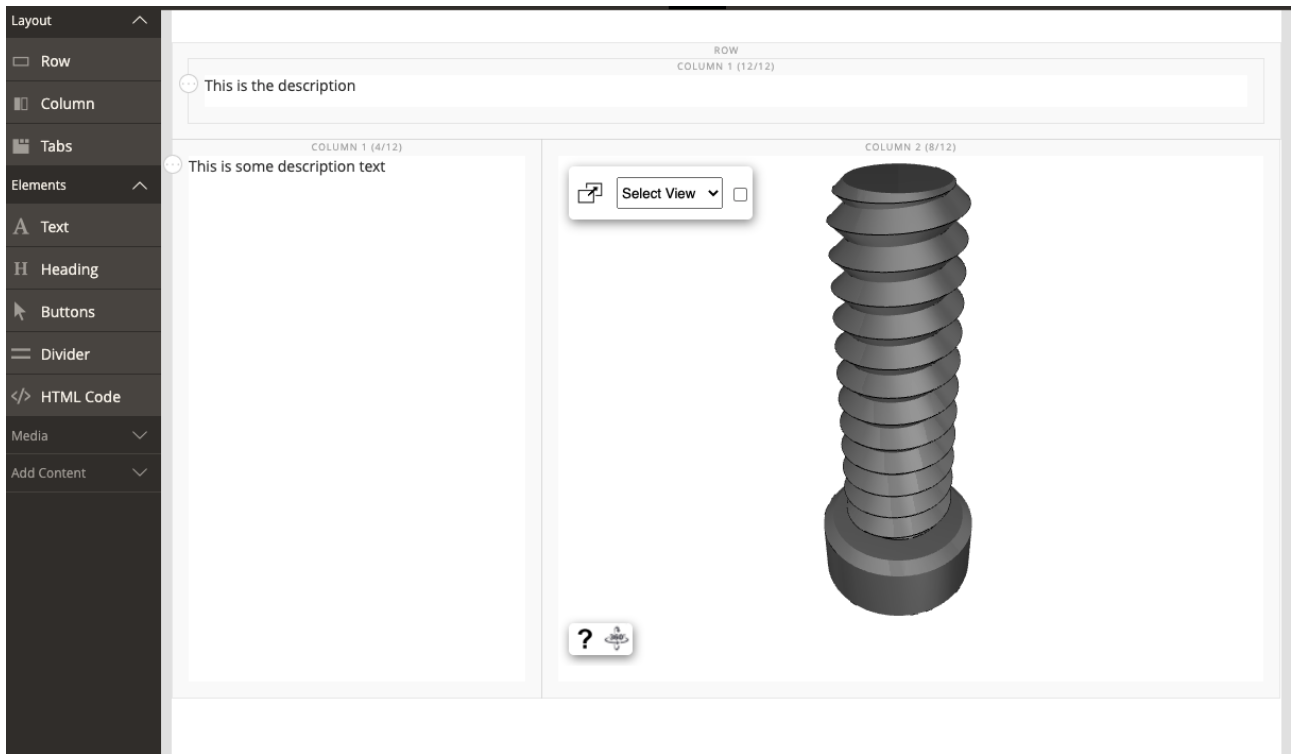 Layout
Row
Column
Tabs
Elements
A Text
H Heading
Buttons
Divider
</> HTML Code
Media
Add Content
ROW
COLUMN 1 (12/12)
This is the description
COLUMN 1 (4/12)
This is some description text
COLUMN 2 (8/12)
Select View
? 360°